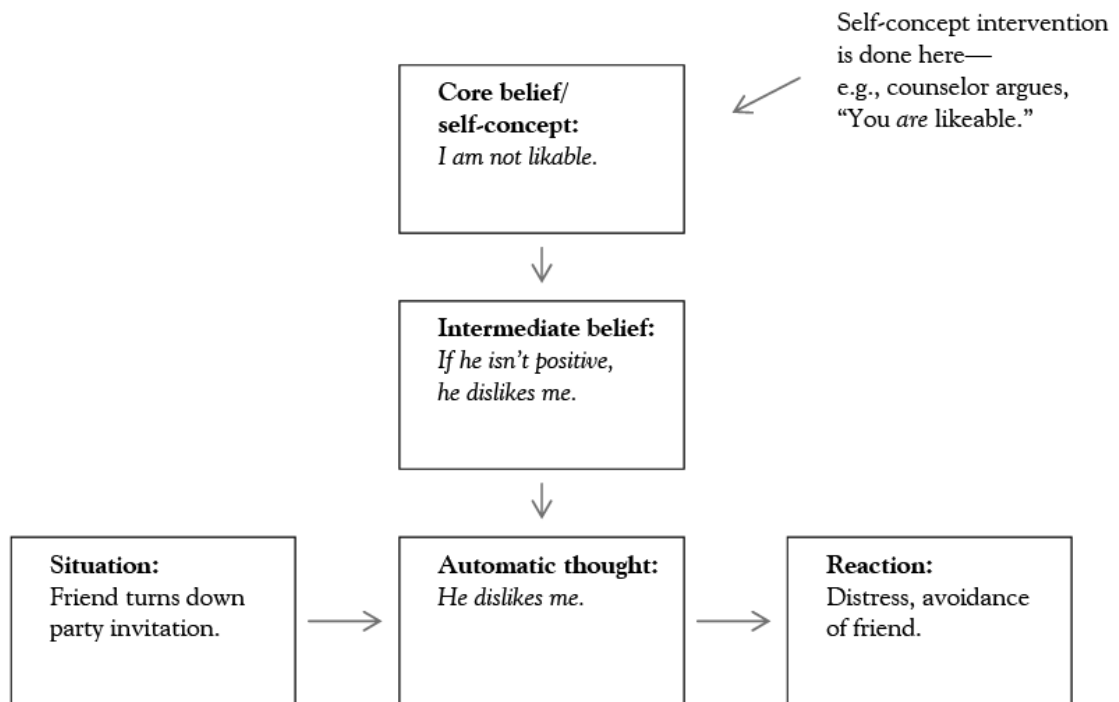 Self-concept intervention
is done here—
e.g., counselor argues,
“You are likeable.”
Core belief/
self-concept:
I am not likable.
Intermediate belief:
If he isn’t positive,
he dislikes me.
Situation:
Friend turns down
party invitation.
Automatic thought:
He dislikes me.
Reaction:
Distress, avoidance
of friend.